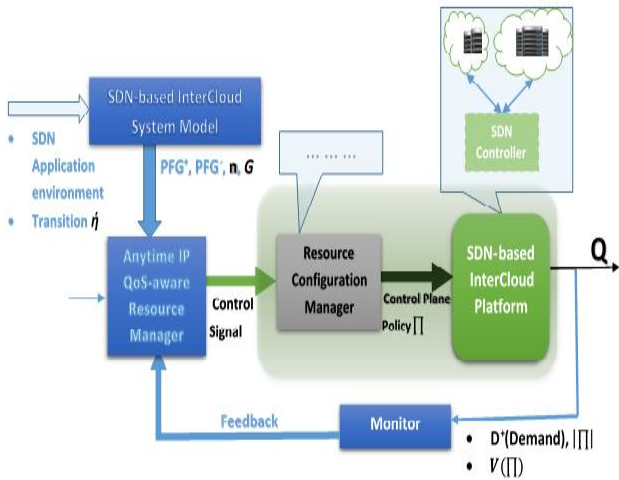 SDN-based InterCloud
System Model
• SDN
Application
environment
• Transition ή
PFG⁺, PFG⁻, n, G
... ... ...
SDN
Controller
Anytime IP
QoS-aware
Resource
Manager
Control
Signal
Resource
Configuration
Manager
Control Plane
Policy ∏
SDN-based
InterCloud
Platform
Q
Feedback
Monitor
• D⁺(Demand), |∏|
• V(∏)